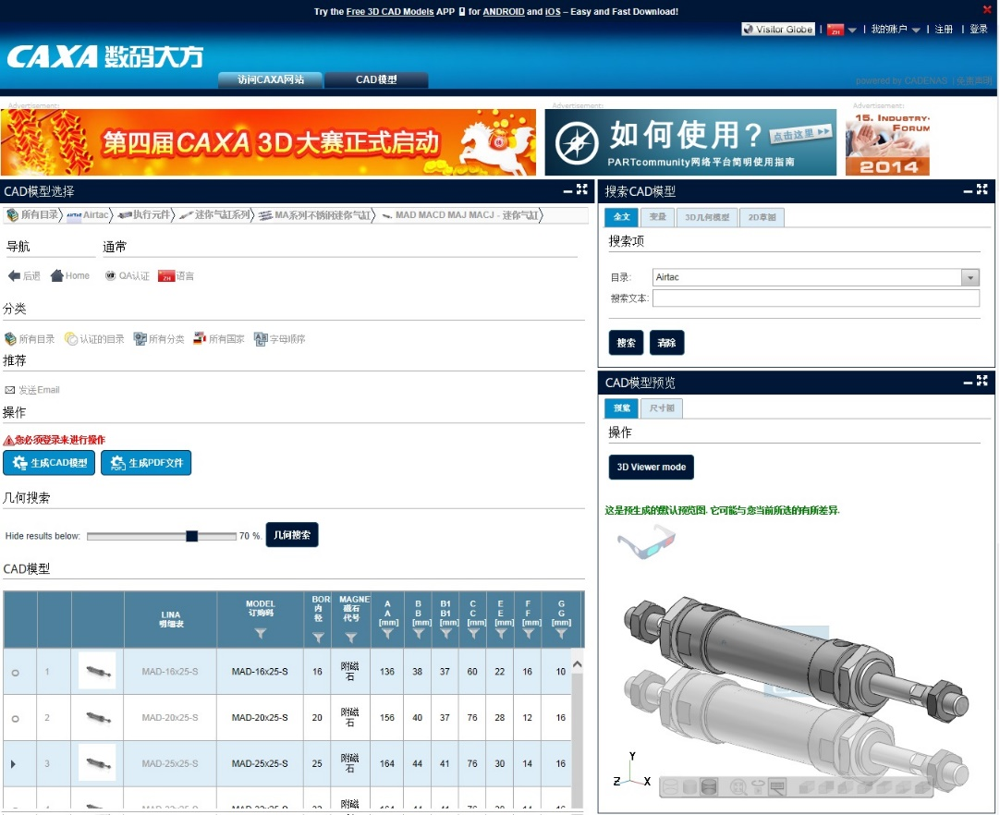 Try the Free 3D CAD Models APP for ANDROID and iOS – Easy and Fast Download!
Visitor Globe | ZH | 我的账户 | 注册 | 登录
CAXA 数码大方
访问CAXA网站 CAD模型
powered by CADENAS | 免责声明
Advertisement: Advertisement: Advertisement:
第四届CAXA 3D大赛正式启动
如何使用? 点击这里
PARTcommunity网络平台简明使用指南
15. INDUSTRY-FORUM
2014
CAD模型选择
所有目录 AIRTAC Airtac 执行元件 迷你气缸系列 MA系列不锈钢迷你气缸 MAD MACD MAJ MACJ - 迷你气缸
导航 通常
后退 Home QA认证 ZH 语言
分类
所有目录 认证的目录 所有分类 所有国家 字母顺序
推荐
发送Email
操作
您必须登录来进行操作
生成CAD模型 生成PDF文件
几何搜索
Hide results below: 70 %. 几何搜索
CAD模型
LINA 明细表 MODEL 订购码 BOR 内径 MAGNE 磁石代号 A A [mm] B B [mm] B1 B1 [mm] C C [mm] E E [mm] F F [mm] G G [mm]
1 MAD-16x25-S MAD-16x25-S 16 附磁石 136 38 37 60 22 16 10
2 MAD-20x25-S MAD-20x25-S 20 附磁石 156 40 37 76 28 12 16
3 MAD-25x25-S MAD-25x25-S 25 附磁石 164 44 41 76 30 14 16
附磁
搜索CAD模型
全文 变量 3D几何模型 2D草图
搜索项
目录: Airtac
搜索文本:
搜索 清除
CAD模型预览
预览 尺寸图
操作
3D Viewer mode
这是预生成的默认预览图. 它可能与您当前所选的有所差异.
Y
Z X